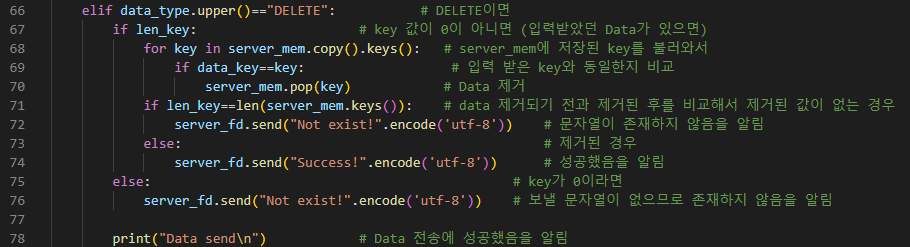 66 elif data_type.upper()=="DELETE": # DELETE이면
67 if len_key: # key 값이 0이 아니면 (입력받았던 Data가 있으면)
68 for key in server_mem.copy().keys(): # server_mem에 저장된 key를 불러와서
69 if data_key==key: # 입력 받은 key와 동일한지 비교
70 server_mem.pop(key) # Data 제거
71 if len_key==len(server_mem.keys()): # data 제거되기 전과 제거된 후를 비교해서 제거된 값이 없는 경우
72 server_fd.send("Not exist!".encode('utf-8')) # 문자열이 존재하지 않음을 알림
73 else: # 제거된 경우
74 server_fd.send("Success!".encode('utf-8')) # 성공했음을 알림
75 else: # key가 0이라면
76 server_fd.send("Not exist!".encode('utf-8')) # 보낼 문자열이 없으므로 존재하지 않음을 알림
77
78 print("Data send\n") # Data 전송에 성공했음을 알림